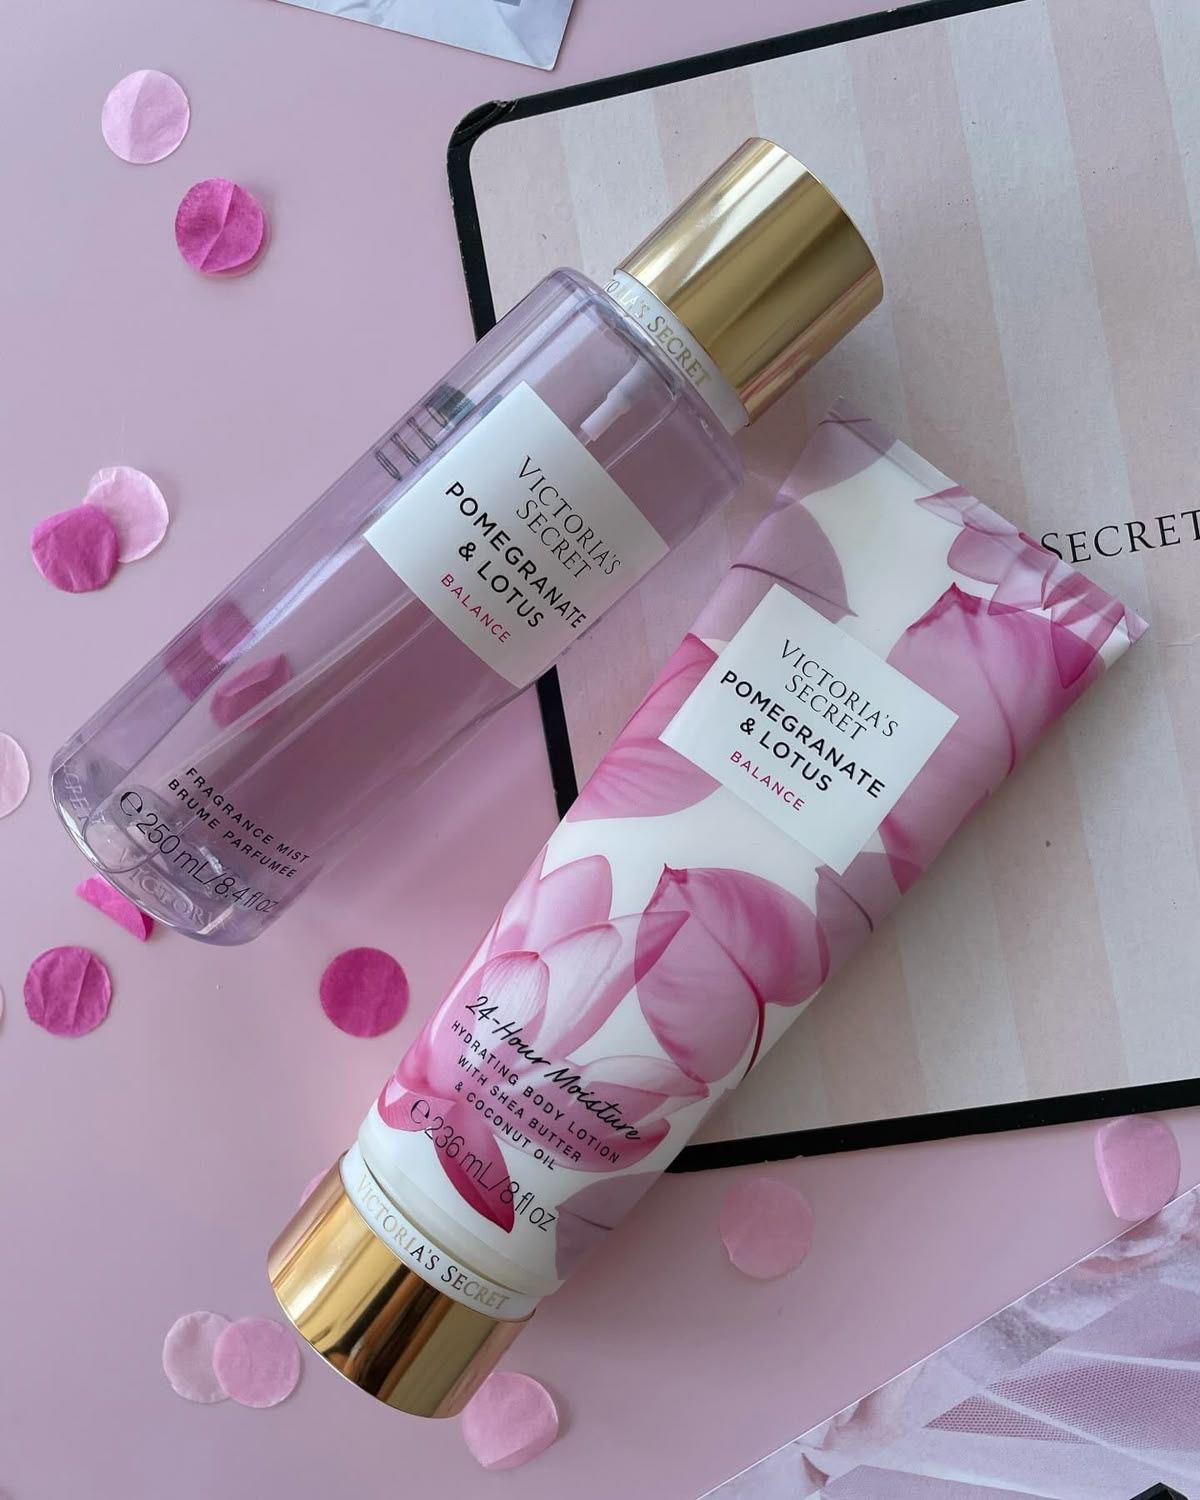 VICTORIA'S SECRET
VICTORIA'S
SECRET
POMEGRANATE
& LOTUS
BALANCE
FRAGRANCE MIST
BRUME PARFUMÉE
℮ 250 mL/8.4 fl oz
SECRET
VICTORIA'S
SECRET
POMEGRANATE
& LOTUS
BALANCE
24-Hour Moisture
HYDRATING BODY LOTION
WITH SHEA BUTTER
& COCONUT OIL
℮ 236 mL/8 fl oz
VICTORIA'S SECRET